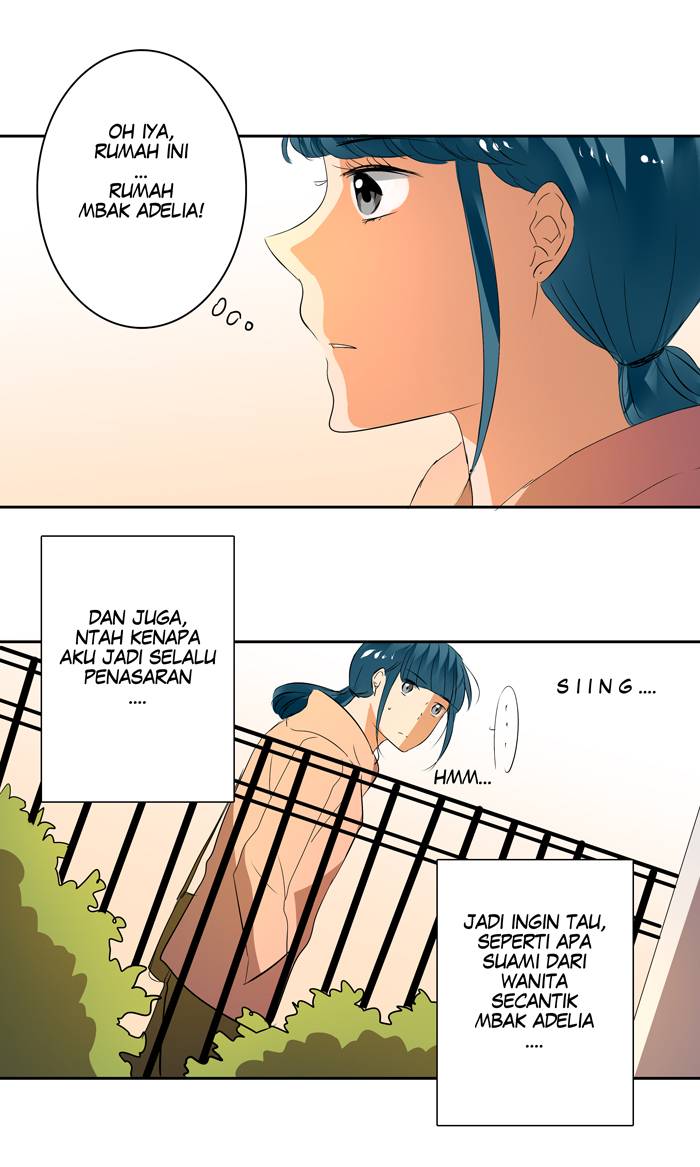 OH IYA,
RUMAH INI
...
RUMAH
MBAK ADELIA!
DAN JUGA,
NTAH KENAPA
AKU JADI SELALU
PENASARAN
....
SIING....
...
HMM...
JADI INGIN TAU,
SEPERTI APA
SUAMI DARI
WANITA
SECANTIK
MBAK ADELIA
....